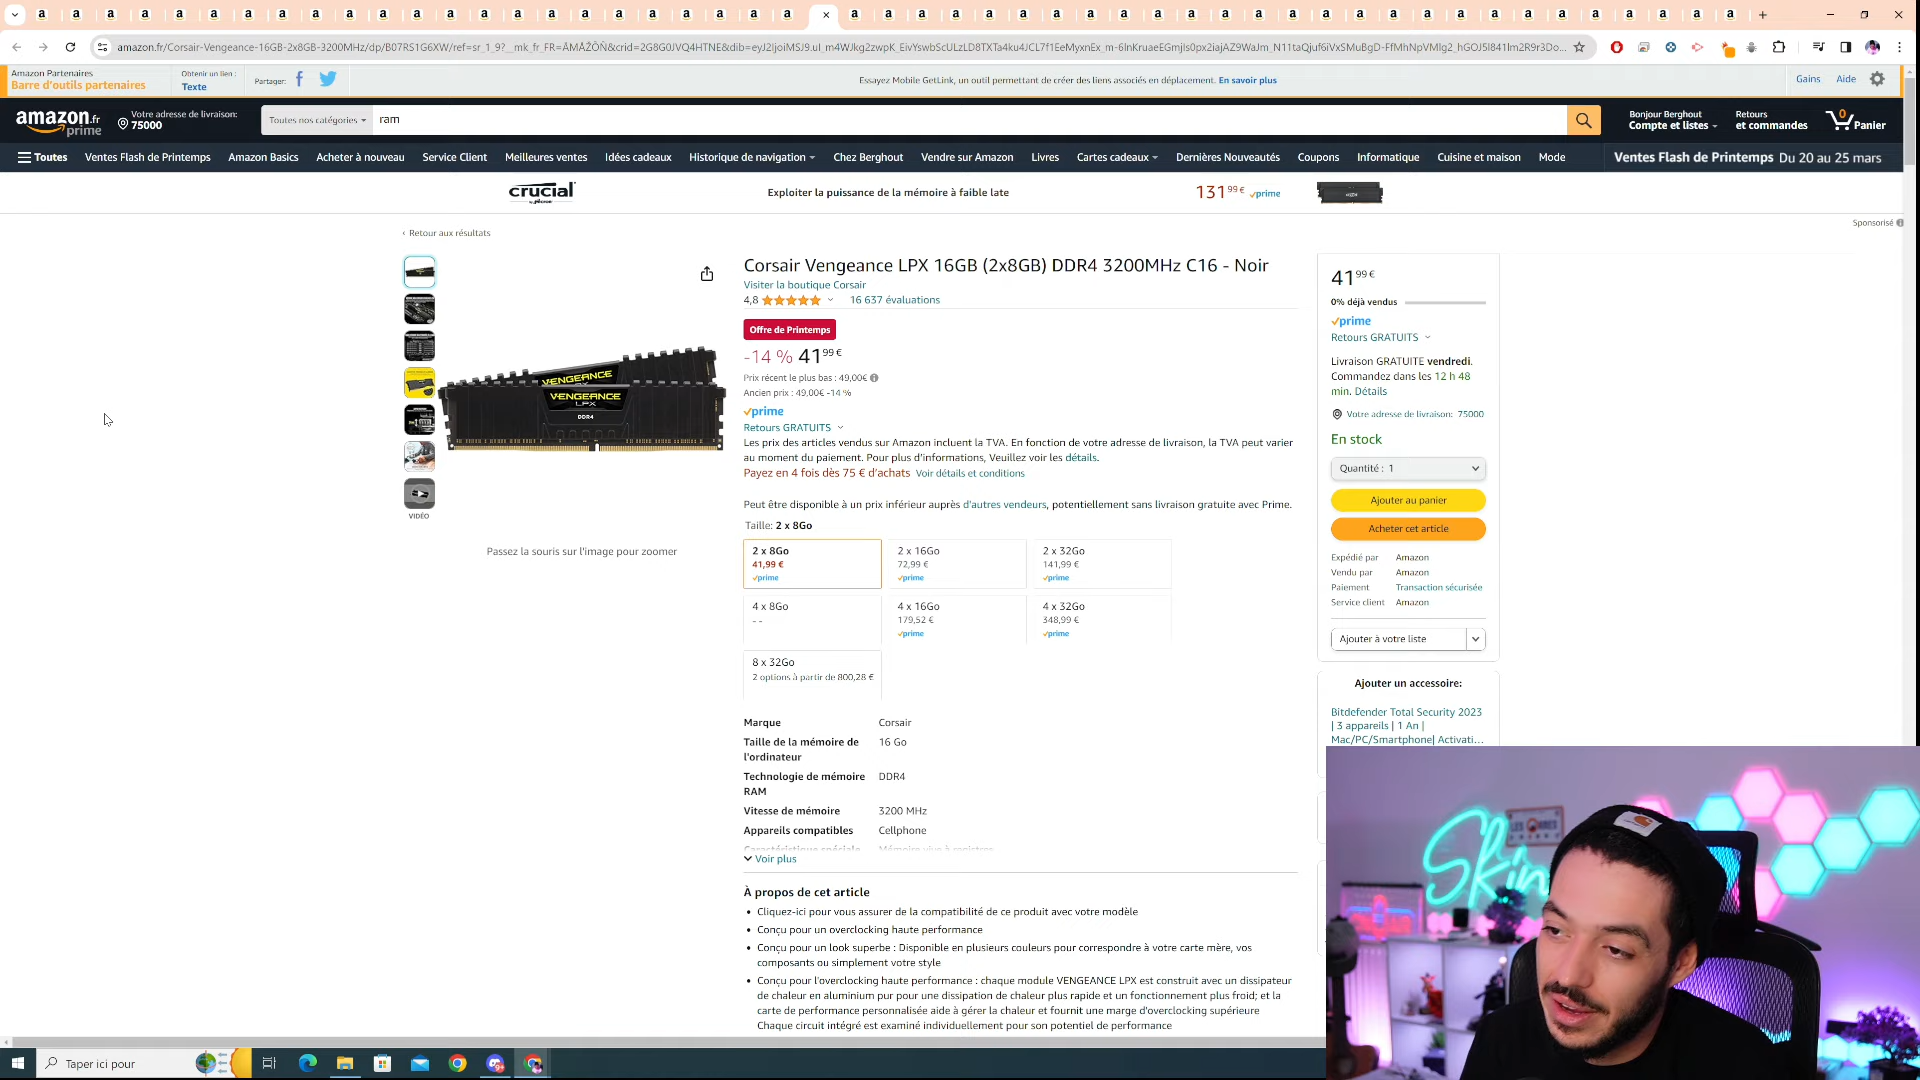 amazon.fr/Corsair-Vengeance-16GB-2x8GB-3200MHz/dp/B07RS1G6XW/ref=sr_1_9?
Amazon Partenaires
Barre d'outils partenaires
Obtenir un lien :
Texte
Partager:
Essayez Mobile GetLink, un outil permettant de créer des liens associés en déplacement. En savoir plus
Gains
Aide
amazon.fr
prime
Votre adresse de livraison:
75000
Toutes nos catégories
ram
Bonjour Berghout
Compte et listes
Retours
et commandes
0
Panier
Toutes
Ventes Flash de Printemps
Amazon Basics
Acheter à nouveau
Service Client
Meilleures ventes
Idées cadeaux
Historique de navigation
Chez Berghout
Vendre sur Amazon
Livres
Cartes cadeaux
Dernières Nouveautés
Coupons
Informatique
Cuisine et maison
Mode
Ventes Flash de Printemps Du 20 au 25 mars
crucial
Exploiter la puissance de la mémoire à faible late
131,99 € prime
Sponsorisé
‹ Retour aux résultats
VENGEANCE
VENGEANCE
LPX
DDR4
VIDÉO
Passez la souris sur l'image pour zoomer
Corsair Vengeance LPX 16GB (2x8GB) DDR4 3200MHz C16 - Noir
Visiter la boutique Corsair
4,8
16 637 évaluations
Offre de Printemps
-14 % 41,99 €
Prix récent le plus bas : 49,00€
Ancien prix : 49,00€ -14 %
prime
Retours GRATUITS
Les prix des articles vendus sur Amazon incluent la TVA. En fonction de votre adresse de livraison, la TVA peut varier
au moment du paiement. Pour plus d'informations, Veuillez voir les détails.
Payez en 4 fois dès 75 € d'achats Voir détails et conditions
Peut être disponible à un prix inférieur auprès d'autres vendeurs, potentiellement sans livraison gratuite avec Prime.
Taille: 2 x 8Go
2 x 8Go
41,99 €
prime
2 x 16Go
72,99 €
prime
2 x 32Go
141,99 €
prime
4 x 8Go
- -
4 x 16Go
179,52 €
prime
4 x 32Go
348,99 €
prime
8 x 32Go
2 options à partir de 800,28 €
Marque Corsair
Taille de la mémoire de 16 Go
l'ordinateur
Technologie de mémoire DDR4
RAM
Vitesse de mémoire 3200 MHz
Appareils compatibles Cellphone
Caractéristique spéciale Mémoire vive à registres
Voir plus
À propos de cet article
Cliquez-ici pour vous assurer de la compatibilité de ce produit avec votre modèle
Conçu pour un overclocking haute performance
Conçu pour un look superbe : Disponible en plusieurs couleurs pour correspondre à votre carte mère, vos
composants ou simplement votre style
Conçu pour l'overclocking haute performance : chaque module VENGEANCE LPX est construit avec un dissipateur
de chaleur en aluminium pur pour une dissipation de chaleur plus rapide et un fonctionnement plus froid; et la
carte de performance personnalisée aide à gérer la chaleur et fournit une marge d'overclocking supérieure
Chaque circuit intégré est examiné individuellement pour son potentiel de performance
41,99 €
0% déjà vendus
prime
Retours GRATUITS
Livraison GRATUITE vendredi.
Commandez dans les 12 h 48
min. Détails
Votre adresse de livraison: 75000
En stock
Quantité : 1
Ajouter au panier
Acheter cet article
Expédié par Amazon
Vendu par Amazon
Paiement Transaction sécurisée
Service client Amazon
Ajouter à votre liste
Ajouter un accessoire:
Bitdefender Total Security 2023
| 3 appareils | 1 An |
Mac/PC/Smartphone| Activati...
Taper ici pour